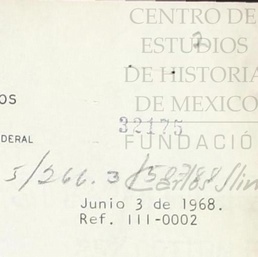 CENTRO DE
ESTUDIOS
DE HISTORIA
DE MEXICO
OS
32175
DERAL
FUNDACIÓ
5/266.3/
Carlos Slim
Junio 3 de 1968.
Ref. III-0002